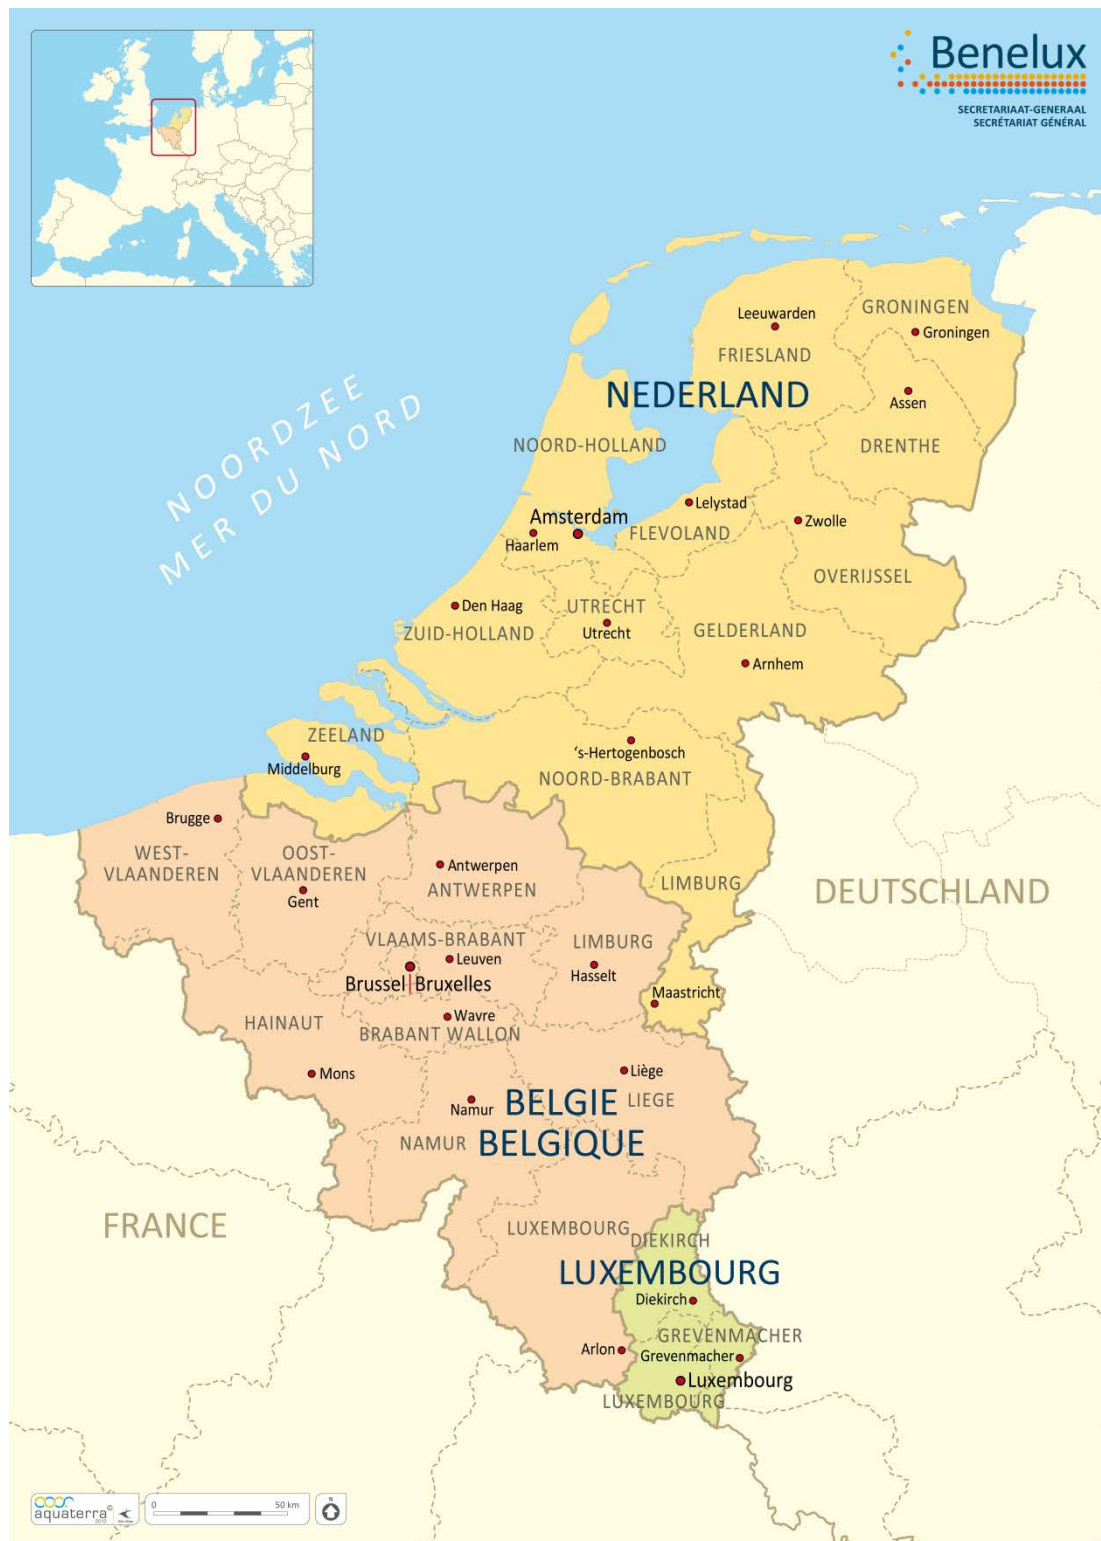 Benelux
SECRETARIAAT-GENERAAL
SECRÉTARIAT GÉNÉRAL
NOORDZEE
MER DU NORD
NEDERLAND
GRONINGEN
Groningen
Leeuwarden
FRIESLAND
Assen
DRENTHE
NOORD-HOLLAND
Lelystad
Amsterdam
FLEVOLAND
Zwolle
Haarlem
OVERIJSSEL
Den Haag
UTRECHT
Utrecht
ZUID-HOLLAND
GELDERLAND
Arnhem
ZEELAND
Middelburg
's-Hertogenbosch
NOORD-BRABANT
LIMBURG
Maastricht
DEUTSCHLAND
Brugge
WEST-
VLAANDEREN
OOST-
VLAANDEREN
Gent
Antwerpen
ANTWERPEN
VLAAMS-BRABANT
Leuven
LIMBURG
Hasselt
Brussel|Bruxelles
Wavre
BRABANT WALLON
HAINAUT
Mons
Liège
LIEGE
Namur
NAMUR
BELGIE
BELGIQUE
FRANCE
LUXEMBOURG
DIEKIRCH
LUXEMBOURG
Diekirch
GREVENMACHER
Grevenmacher
Arlon
Luxembourg
LUXEMBOURG
aquaterra©
0 50 km
N